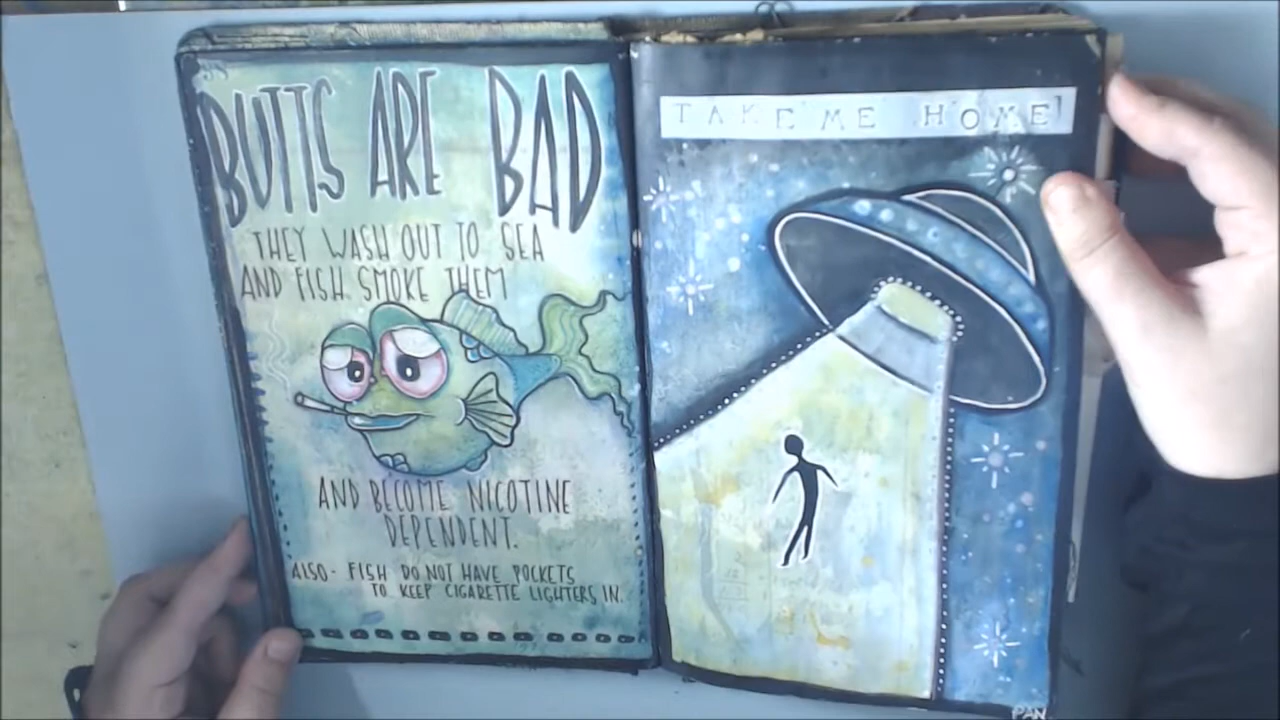 BUTTS ARE BAD
THEY WASH OUT TO SEA
AND FISH SMOKE THEM
AND BECOME NICOTINE
DEPENDENT.
ALSO- FISH DO NOT HAVE POCKETS
TO KEEP CIGARETTE LIGHTERS IN.
TAKE ME HOME!
PAN